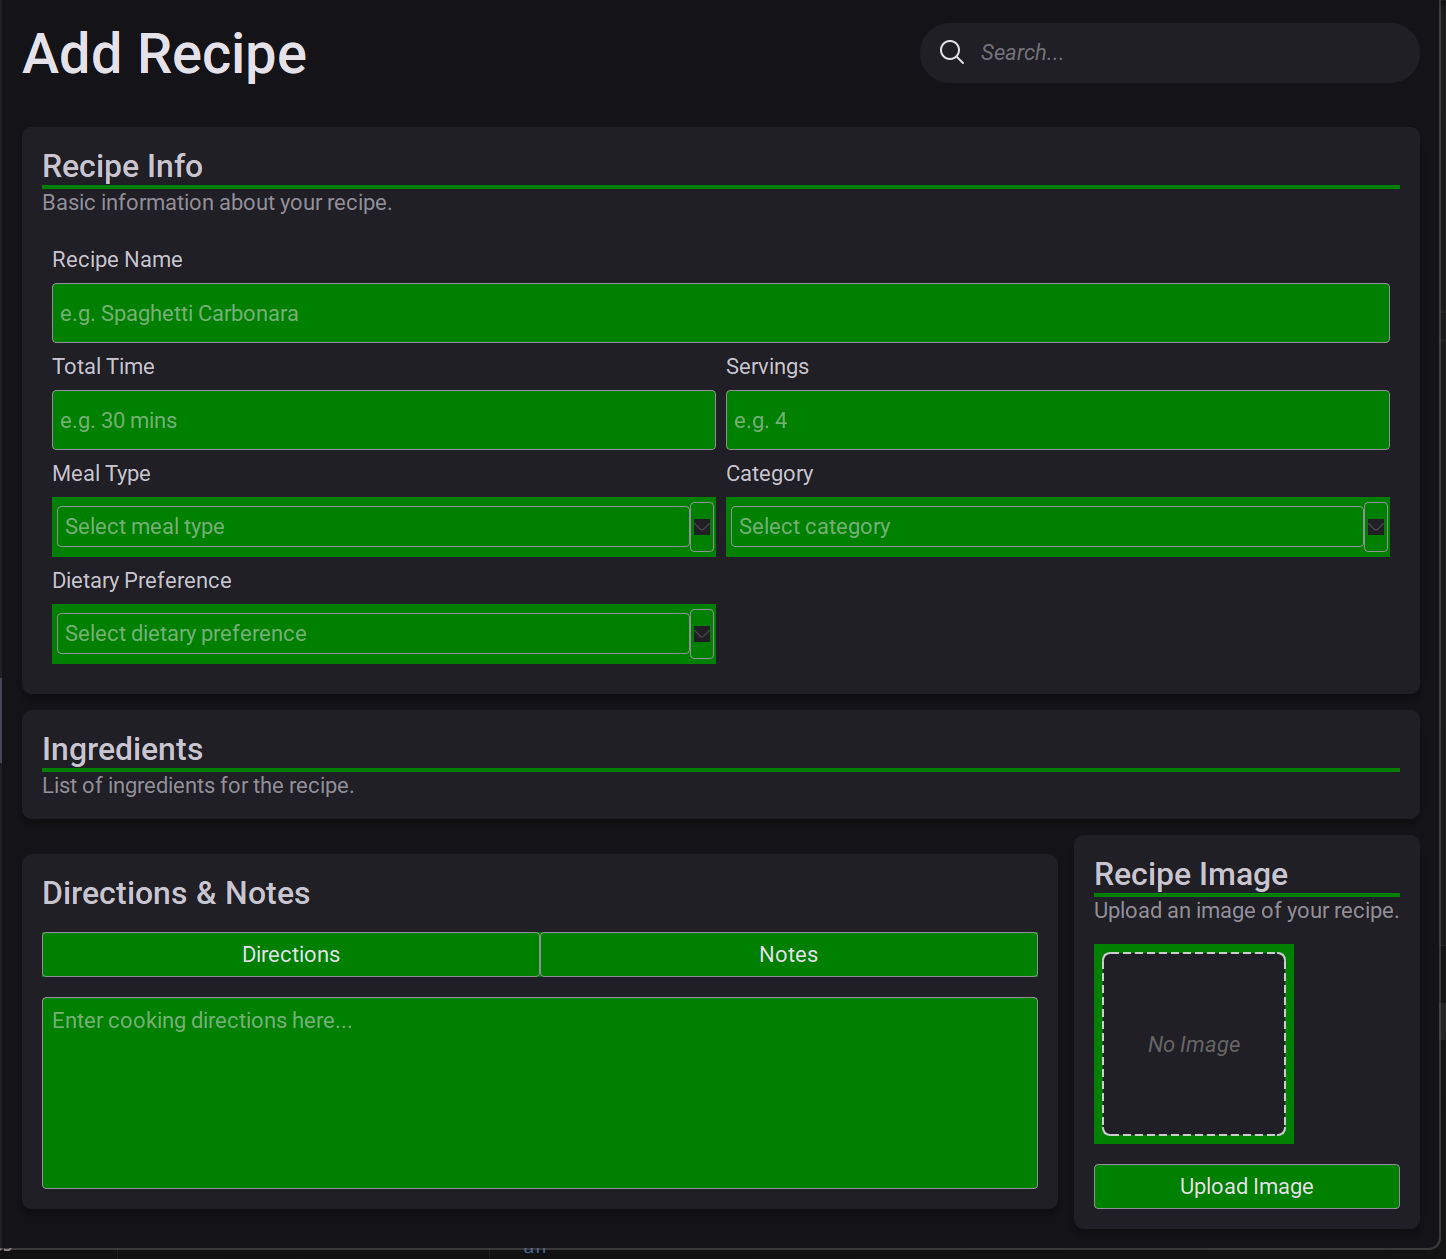 Add Recipe
Search...
Recipe Info
Basic information about your recipe.
Recipe Name
e.g. Spaghetti Carbonara
Total Time
Servings
e.g. 30 mins
e.g. 4
Meal Type
Category
Select meal type
Select category
Dietary Preference
Select dietary preference
Ingredients
List of ingredients for the recipe.
Directions & Notes
Directions
Notes
Enter cooking directions here...
Recipe Image
Upload an image of your recipe.
No Image
Upload Image